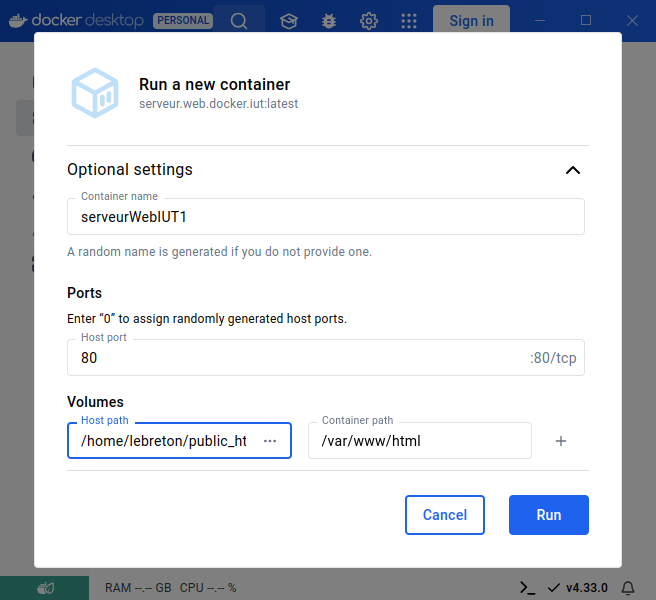 docker desktop PERSONAL Sign in
Run a new container
serveur.web.docker.iut:latest
Optional settings
Container name
serveurWebIUT1
A random name is generated if you do not provide one.
Ports
Enter “0” to assign randomly generated host ports.
Host port
80 :80/tcp
Volumes
Host path Container path
/home/lebreton/public_ht ··· /var/www/html +
Cancel Run
RAM --.-- GB CPU --.-- % v4.33.0